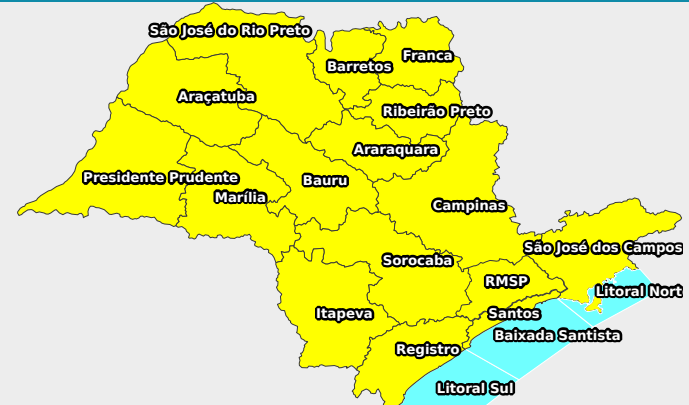 São José do Rio Preto
Franca
Barretos
Araçatuba
Ribeirão Preto
Araraquara
Presidente Prudente
Bauru
Marília
Campinas
São José dos Campos
Sorocaba
RMSP
Litoral Nort
Itapeva
Santos
Baixada Santista
Registro
Litoral Sul